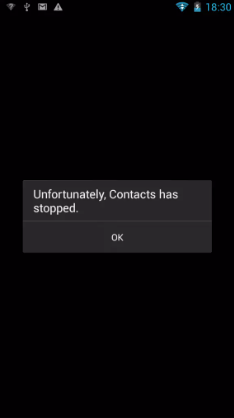 18:30
Unfortunately, Contacts has
stopped.
OK